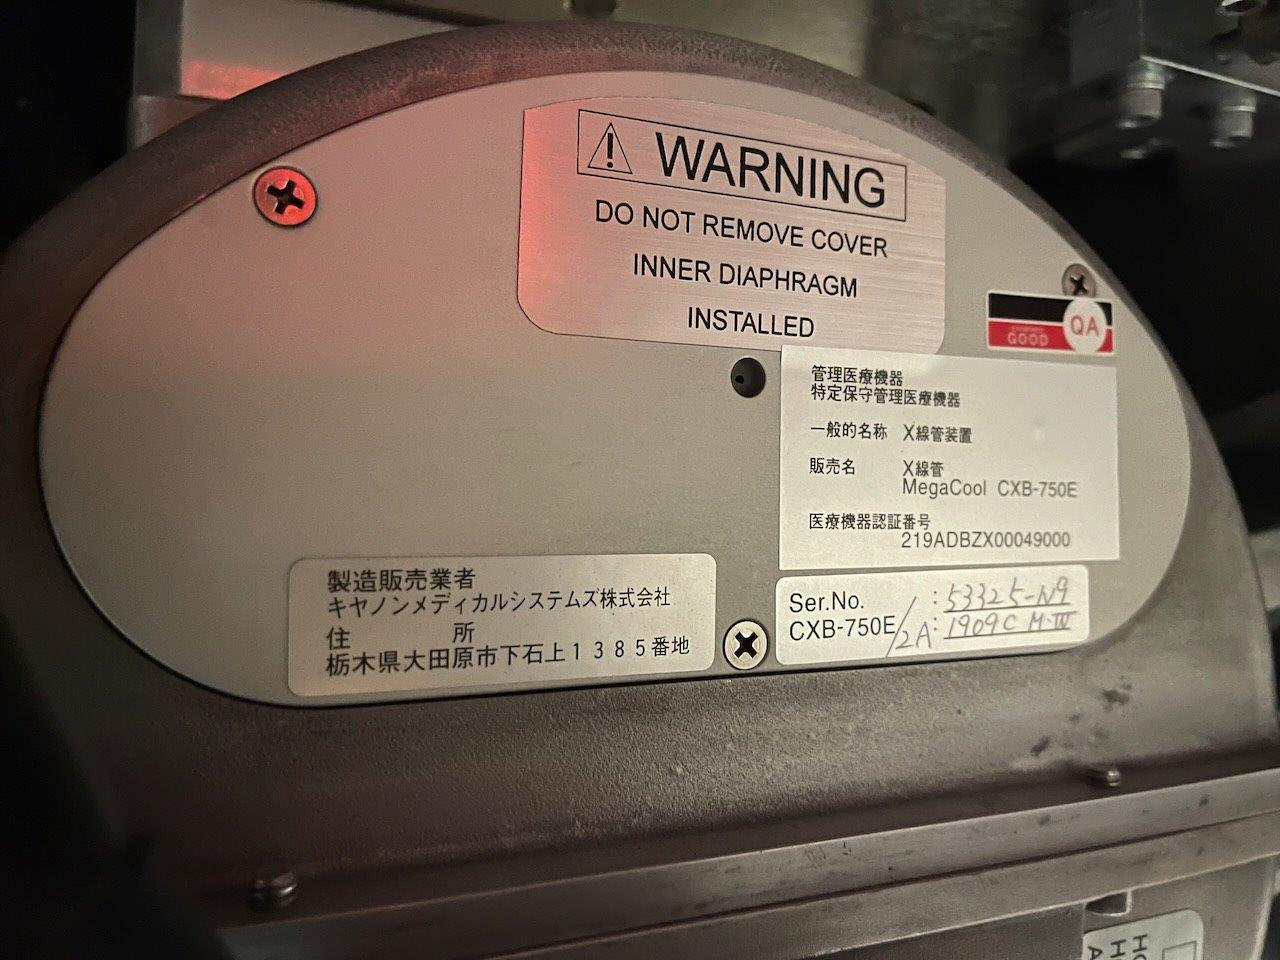 WARNING
DO NOT REMOVE COVER
INNER DIAPHRAGM
INSTALLED
QA
GOOD
管理医療機器
特定保守管理医療機器
一般的名称 X線管装置
販売名 X線管
MegaCool CXB-750E
医療機器認証番号
219ADBZX00049000
製造販売業者
キヤノンメディカルシステムズ株式会社
住 所
栃木県大田原市下石上1385番地
Ser.No. : 53325-N9
CXB-750E/2A: 1909C M-IV